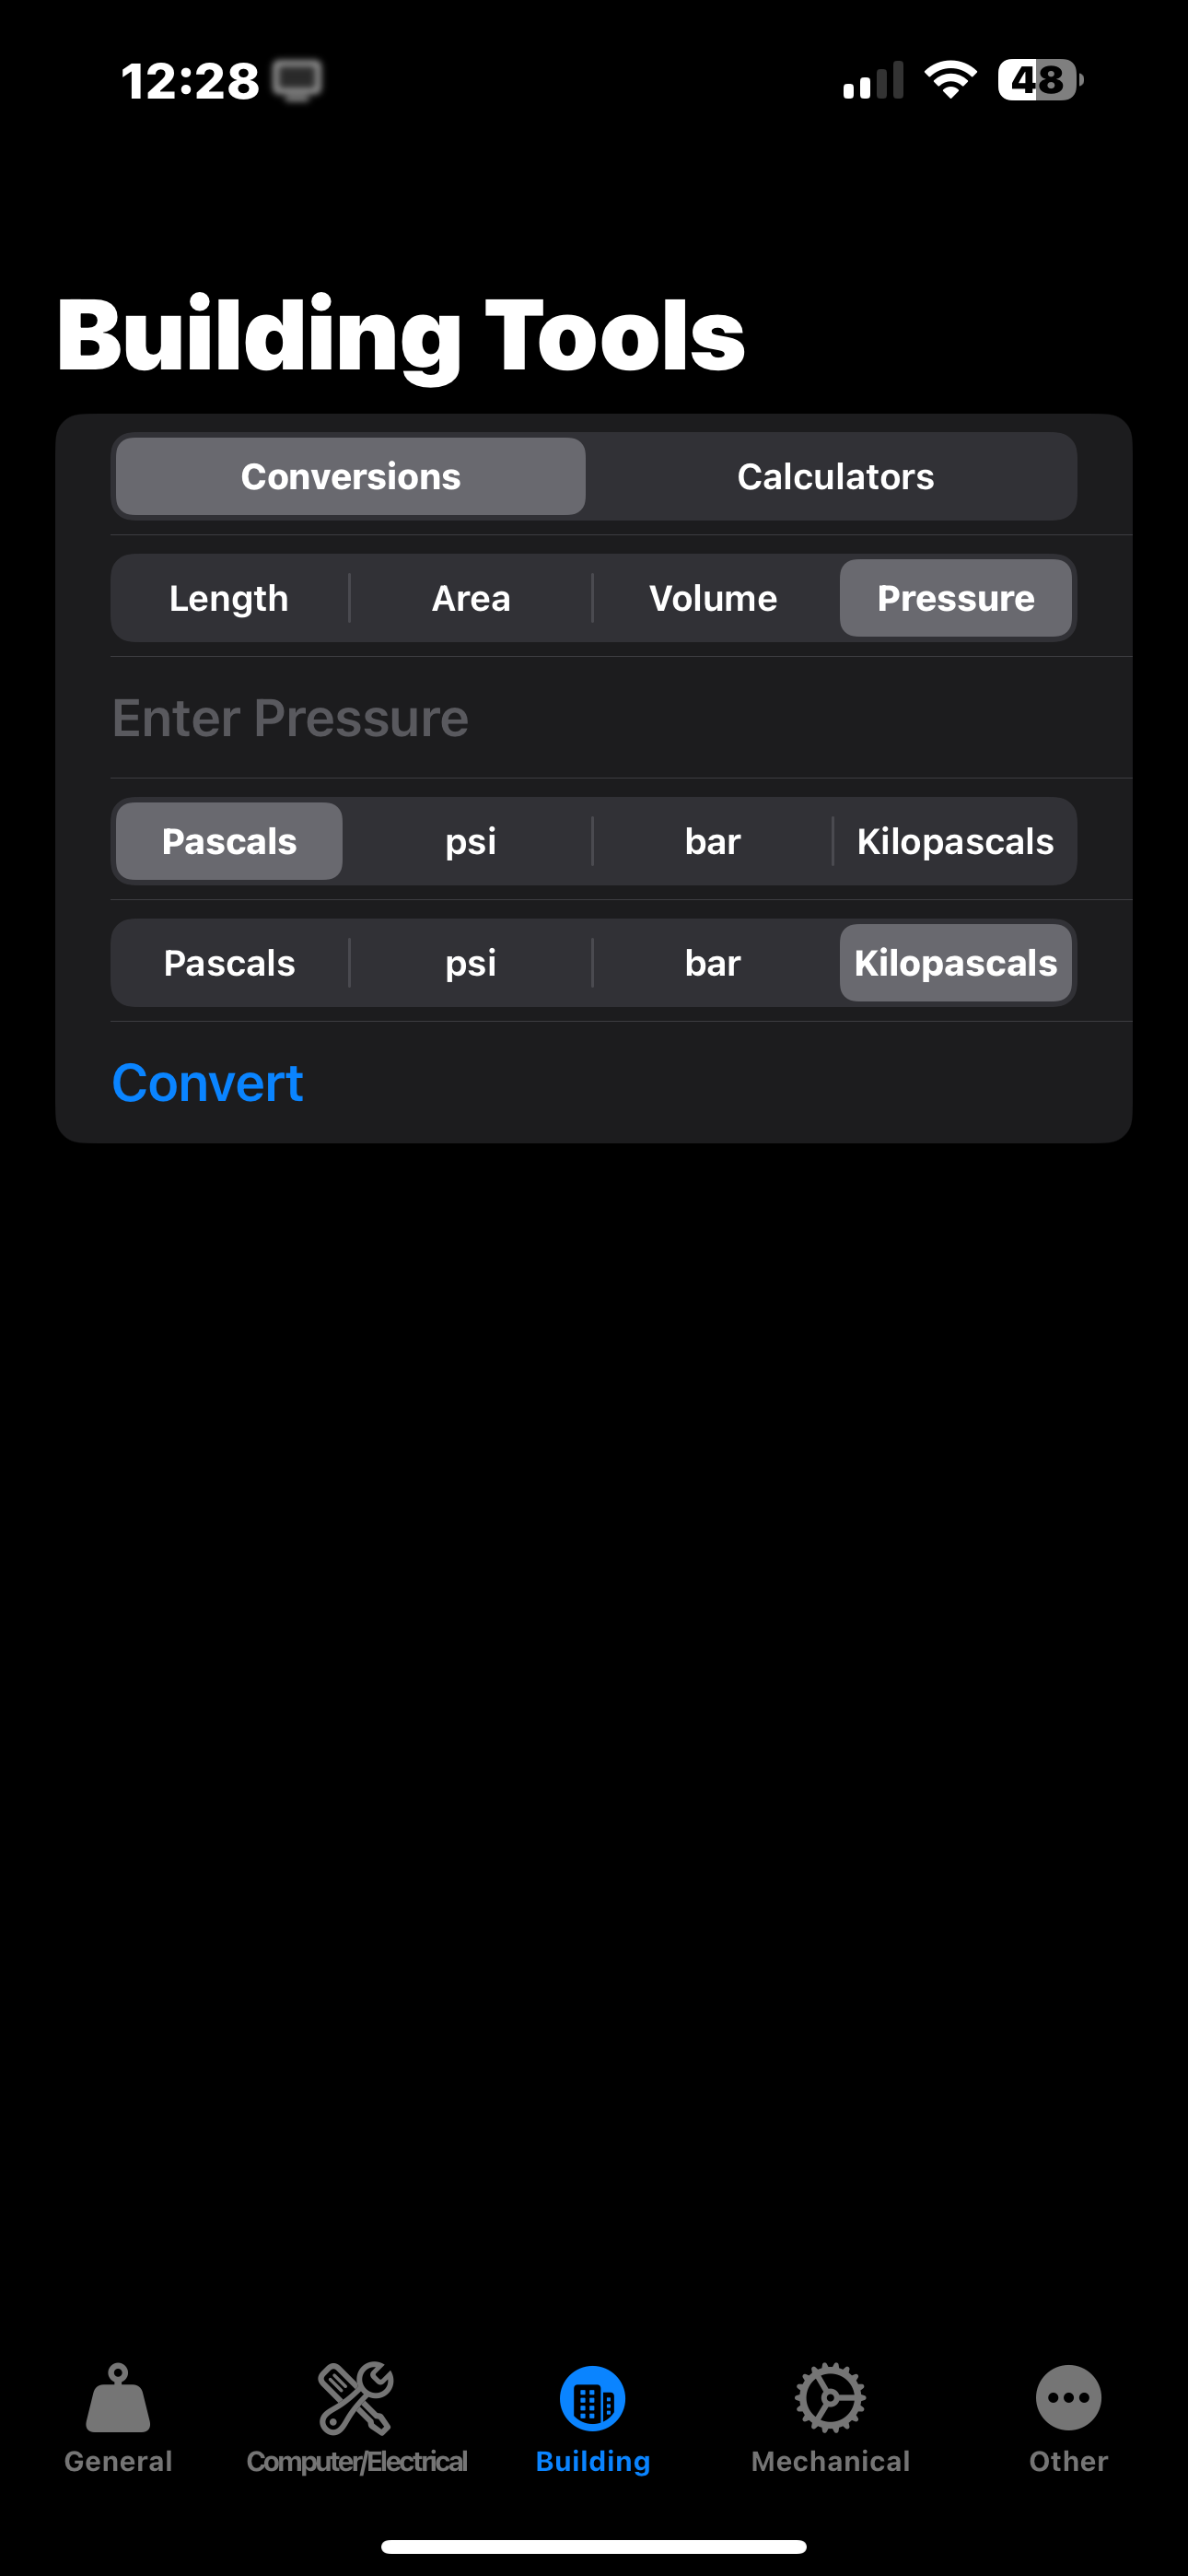 12:28
48
Building Tools
Conversions Calculators
Length Area Volume Pressure
Enter Pressure
Pascals psi bar Kilopascals
Pascals psi bar Kilopascals
Convert
General Computer/Electrical Building Mechanical Other